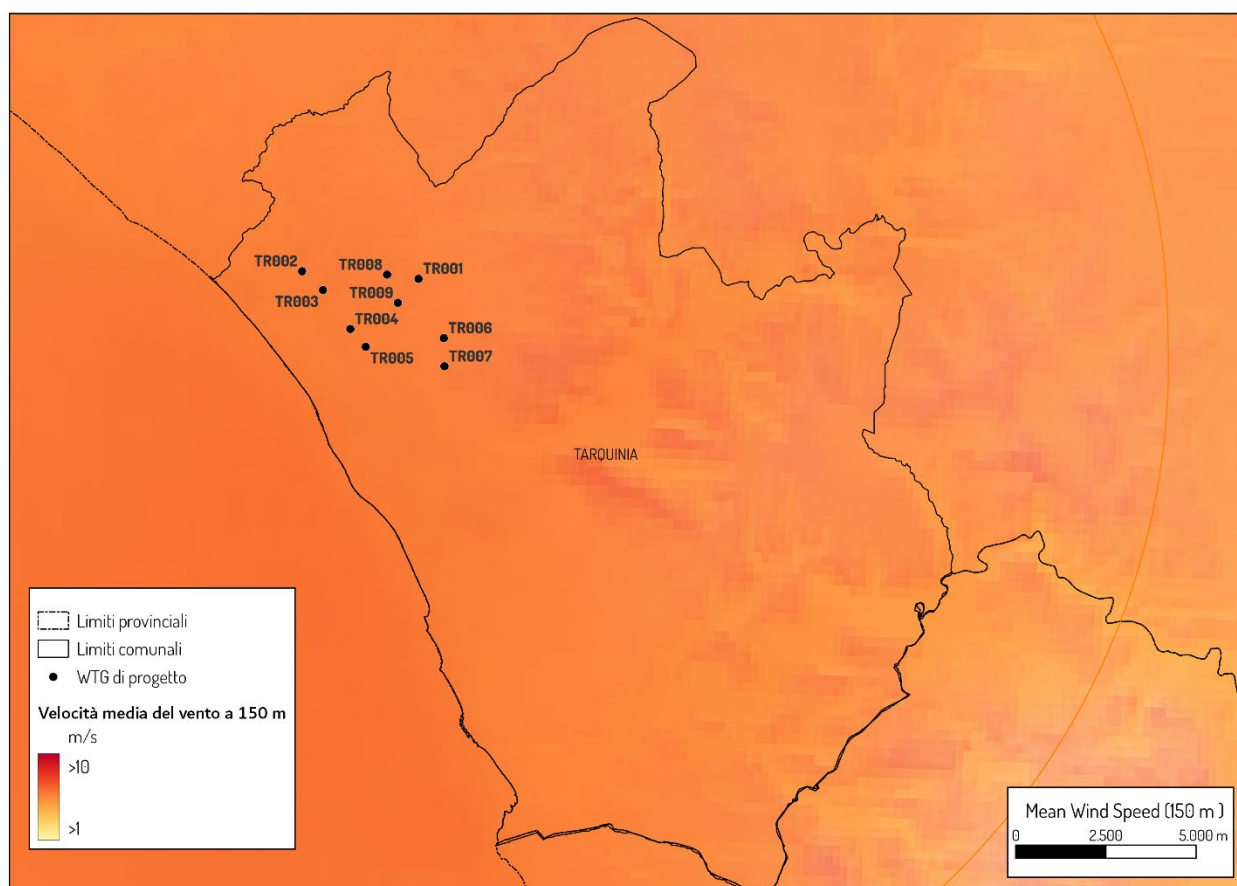 TR002
TR008
TR001
TR003
TR009
TR004
TR006
TR005
TR007
TARQUINIA
Limiti provinciali
Limiti comunali
WTG di progetto
Velocità media del vento a 150 m
m/s
>10
>1
Mean Wind Speed (150 m )
0 2.500 5.000 m